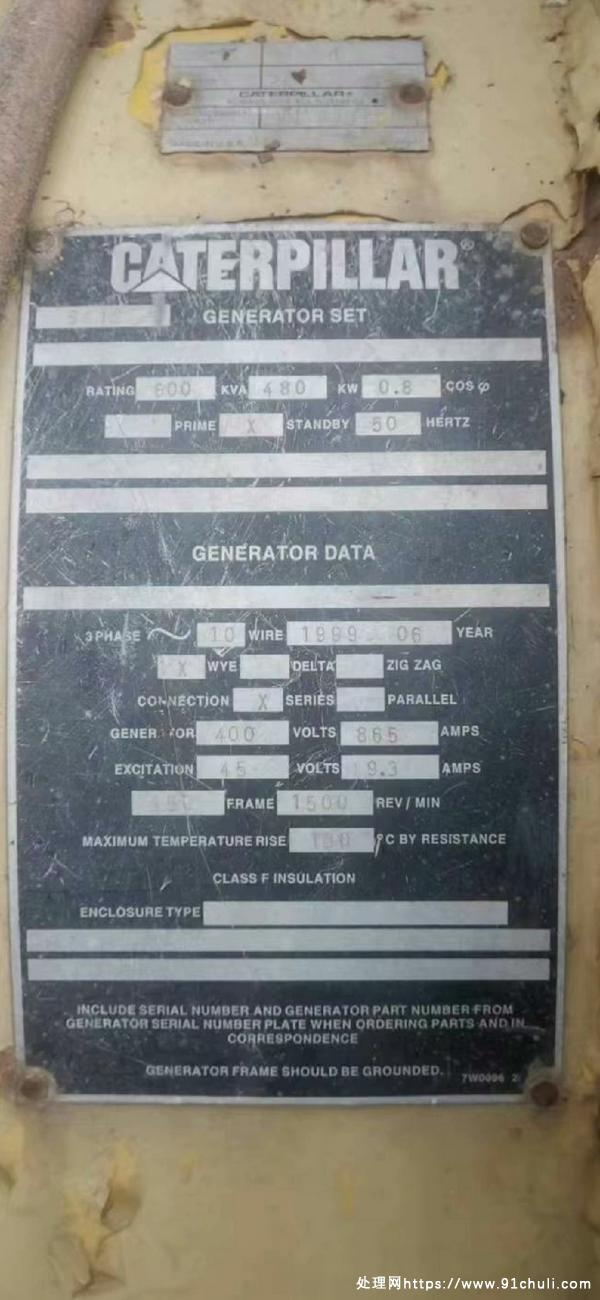 CATERPILLAR
CATERPILLAR®
GENERATOR SET
RATING 600 KVA 480 KW 0.8 COS φ
PRIME X STANDBY 50 HERTZ
GENERATOR DATA
3 PHASE 10 WIRE 1999 06 YEAR
X WYE DELTA ZIG ZAG
CONNECTION X SERIES PARALLEL
GENERATOR 400 VOLTS 865 AMPS
EXCITATION 45 VOLTS 9.3 AMPS
FRAME 1500 REV/MIN
MAXIMUM TEMPERATURE RISE °C BY RESISTANCE
CLASS F INSULATION
ENCLOSURE TYPE
INCLUDE SERIAL NUMBER AND GENERATOR PART NUMBER FROM
GENERATOR SERIAL NUMBER PLATE WHEN ORDERING PARTS AND IN
CORRESPONDENCE
GENERATOR FRAME SHOULD BE GROUNDED.
7W0096 2
处理网https://www.91chuli.com